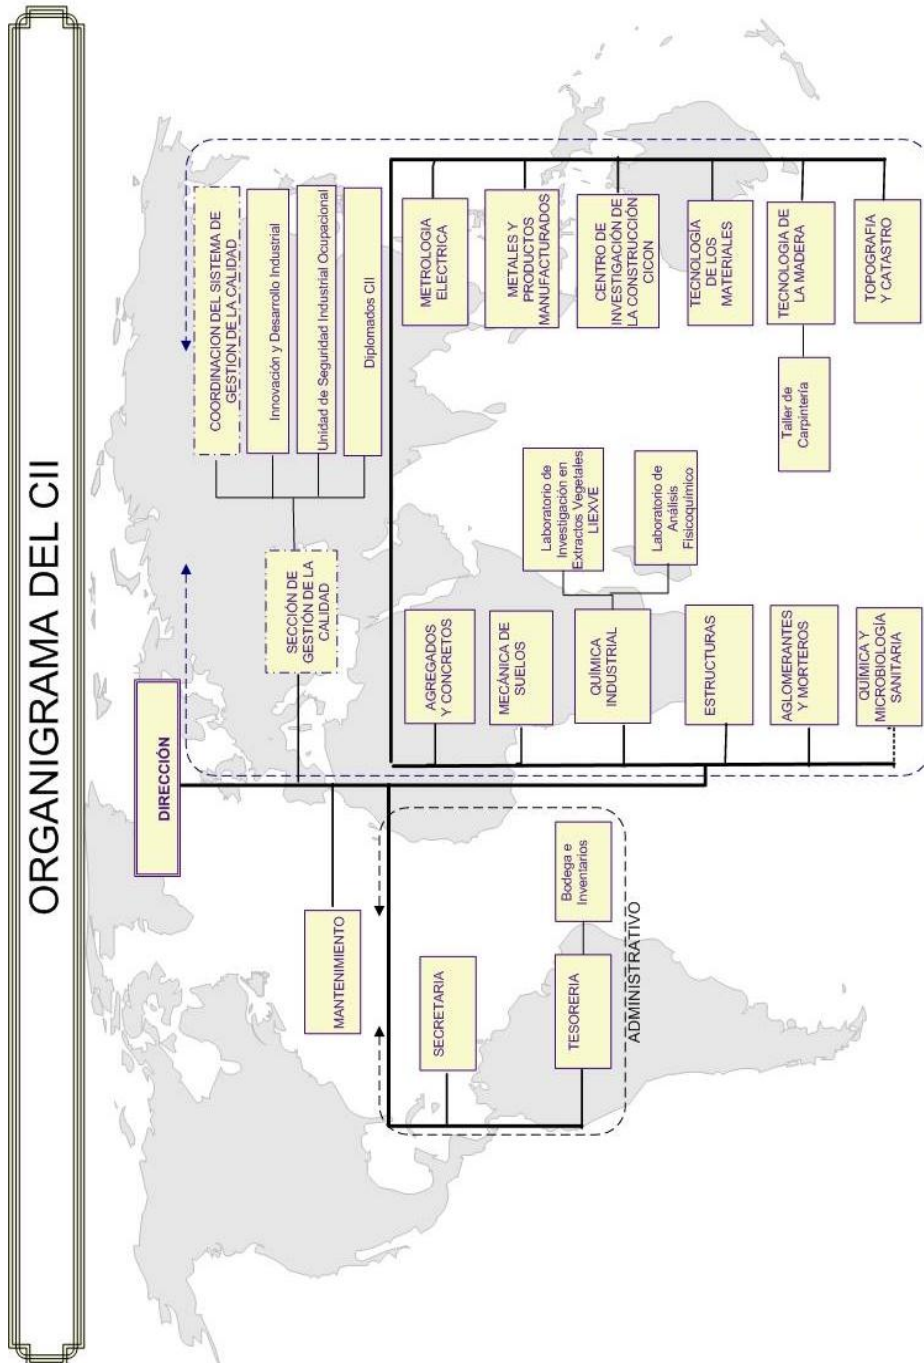 ORGANIGRAMA DEL CII
DIRECCIÓN
MANTENIMIENTO
SECCIÓN DE
GESTIÓN DE LA
CALIDAD
COORDINACION DEL SISTEMA DE
GESTION DE LA CALIDAD
Innovación y Desarrollo Industrial
Unidad de Seguridad Industrial Ocupacional
Diplomados CII
SECRETARIA
TESORERIA
Bodega e
Inventarios
ADMINISTRATIVO
AGREGADOS
Y CONCRETOS
MECÁNICA DE
SUELOS
QUÍMICA
INDUSTRIAL
Laboratorio de
Investigación en
Extractos Vegetales
LIEXVE
Laboratorio de
Análisis
Fisicoquímico
ESTRUCTURAS
AGLOMERANTES
Y MORTEROS
QUÍMICA Y
MICROBIOLOGÍA
SANITARIA
METROLOGIA
ELECTRICA
METALES Y
PRODUCTOS
MANUFACTURADOS
CENTRO DE
INVESTIGACIÓN DE
LA CONSTRUCCIÓN
CICON
TECNOLOGÍA
DE LOS
MATERIALES
TECNOLOGIA DE
LA MADERA
Taller de
Carpintería
TOPOGRAFIA
Y CATASTRO